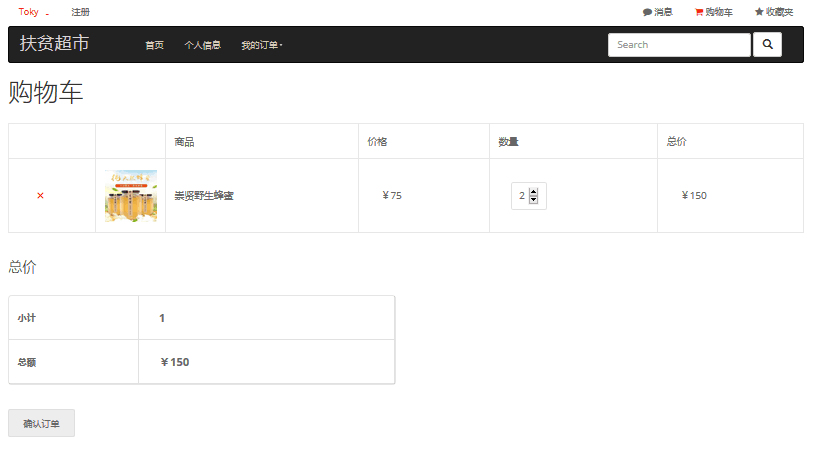 Toky 注册 消息 购物车 收藏夹
扶贫超市 首页 个人信息 我的订单 Search
购物车
商品 价格 数量 总价
崇贤野生蜂蜜 ￥75 2 ￥150
总价
小计 1
总额 ￥150
确认订单